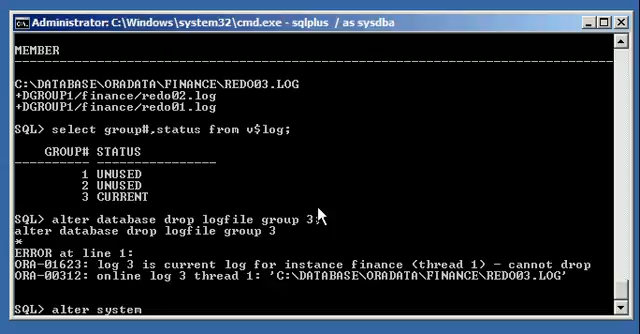 Administrator: C:\Windows\system32\cmd.exe - sqlplus / as sysdba
MEMBER
--------------------------------------------------------------------------------
C:\DATABASE\ORADATA\FINANCE\REDO03.LOG
+DGROUP1/finance/redo02.log
+DGROUP1/finance/redo01.log
SQL> select group#,status from v$log;
GROUP# STATUS
---------- ----------------
1 UNUSED
2 UNUSED
3 CURRENT
SQL> alter database drop logfile group 3;
alter database drop logfile group 3
*
ERROR at line 1:
ORA-01623: log 3 is current log for instance finance (thread 1) - cannot drop
ORA-00312: online log 3 thread 1: 'C:\DATABASE\ORADATA\FINANCE\REDO03.LOG'
SQL> alter system